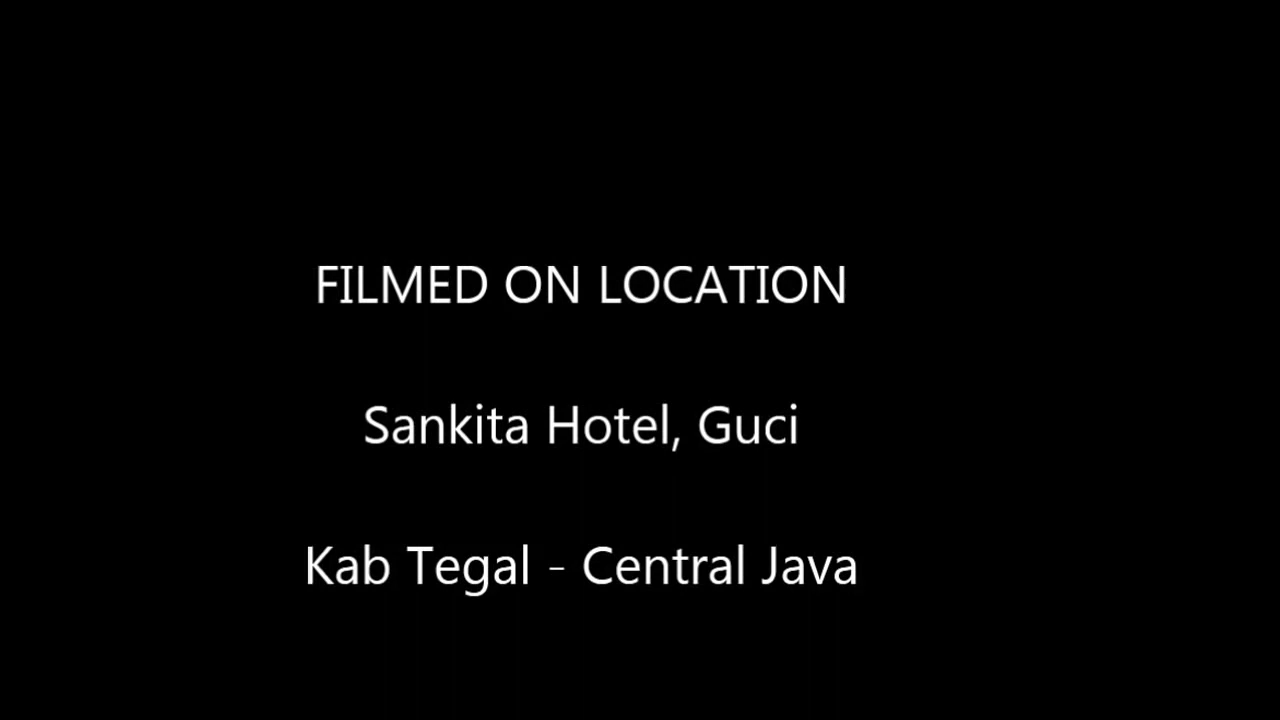 FILMED ON LOCATION
Sankita Hotel, Guci
Kab Tegal - Central Java